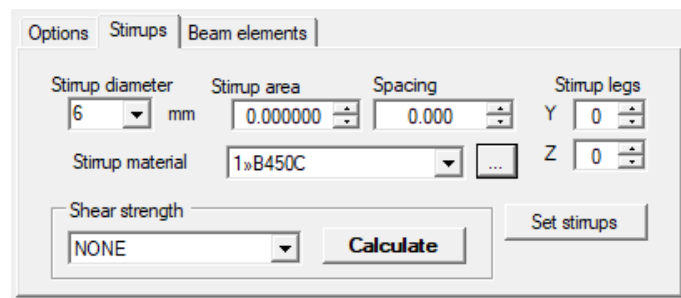 Options Stirrups Beam elements
Stirrup diameter Stirrup area Spacing Stirrup legs
6 mm 0.000000 0.000 Y 0
Stirrup material 1»B450C ... Z 0
Shear strength
NONE Calculate Set stirrups